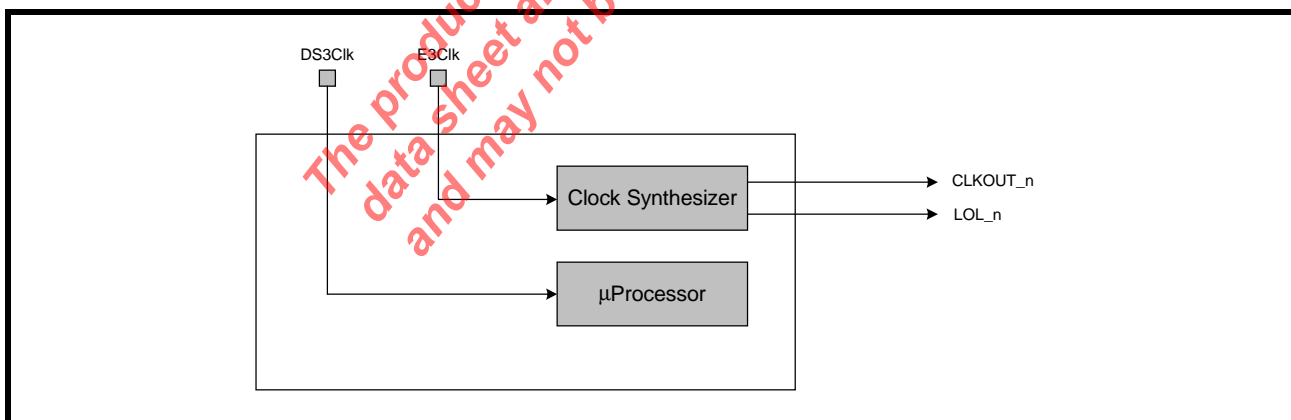 DS3Clk
E3Clk
Clock Synthesizer
CLKOUT_n
LOL_n
µProcessor
The produc
data sheet a
and may not b